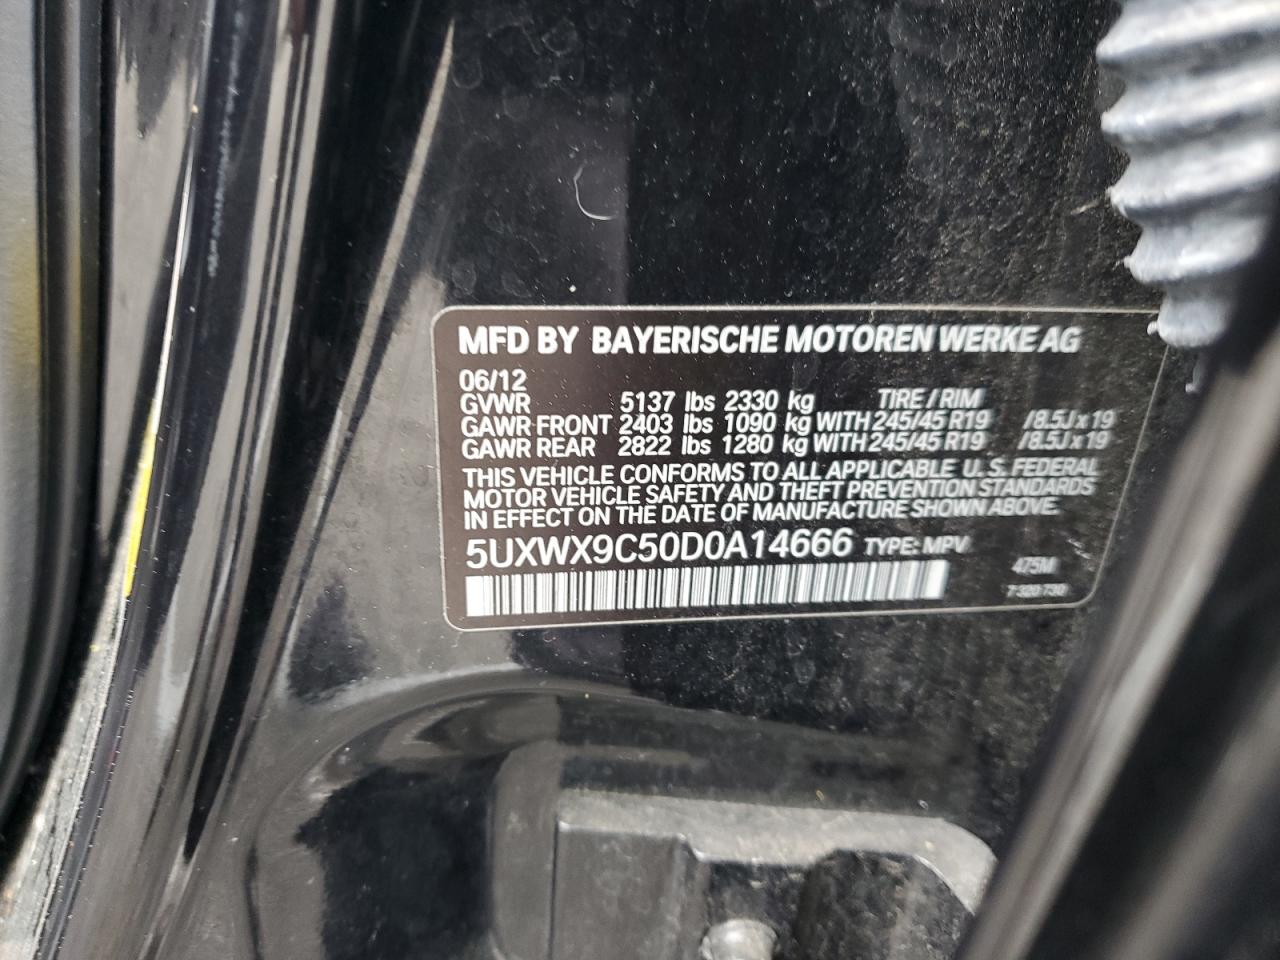 MFD BY BAYERISCHE MOTOREN WERKE AG
06/12
GVWR 5137 lbs 2330 kg TIRE / RIM
GAWR FRONT 2403 lbs 1090 kg WITH 245/45 R19 /8.5J x 19
GAWR REAR 2822 lbs 1280 kg WITH 245/45 R19 /8.5J x 19
THIS VEHICLE CONFORMS TO ALL APPLICABLE U. S. FEDERAL
MOTOR VEHICLE SAFETY AND THEFT PREVENTION STANDARDS
IN EFFECT ON THE DATE OF MANUFACTURE SHOWN ABOVE.
5UXWX9C50D0A14666 TYPE: MPV
475M
7 320 730